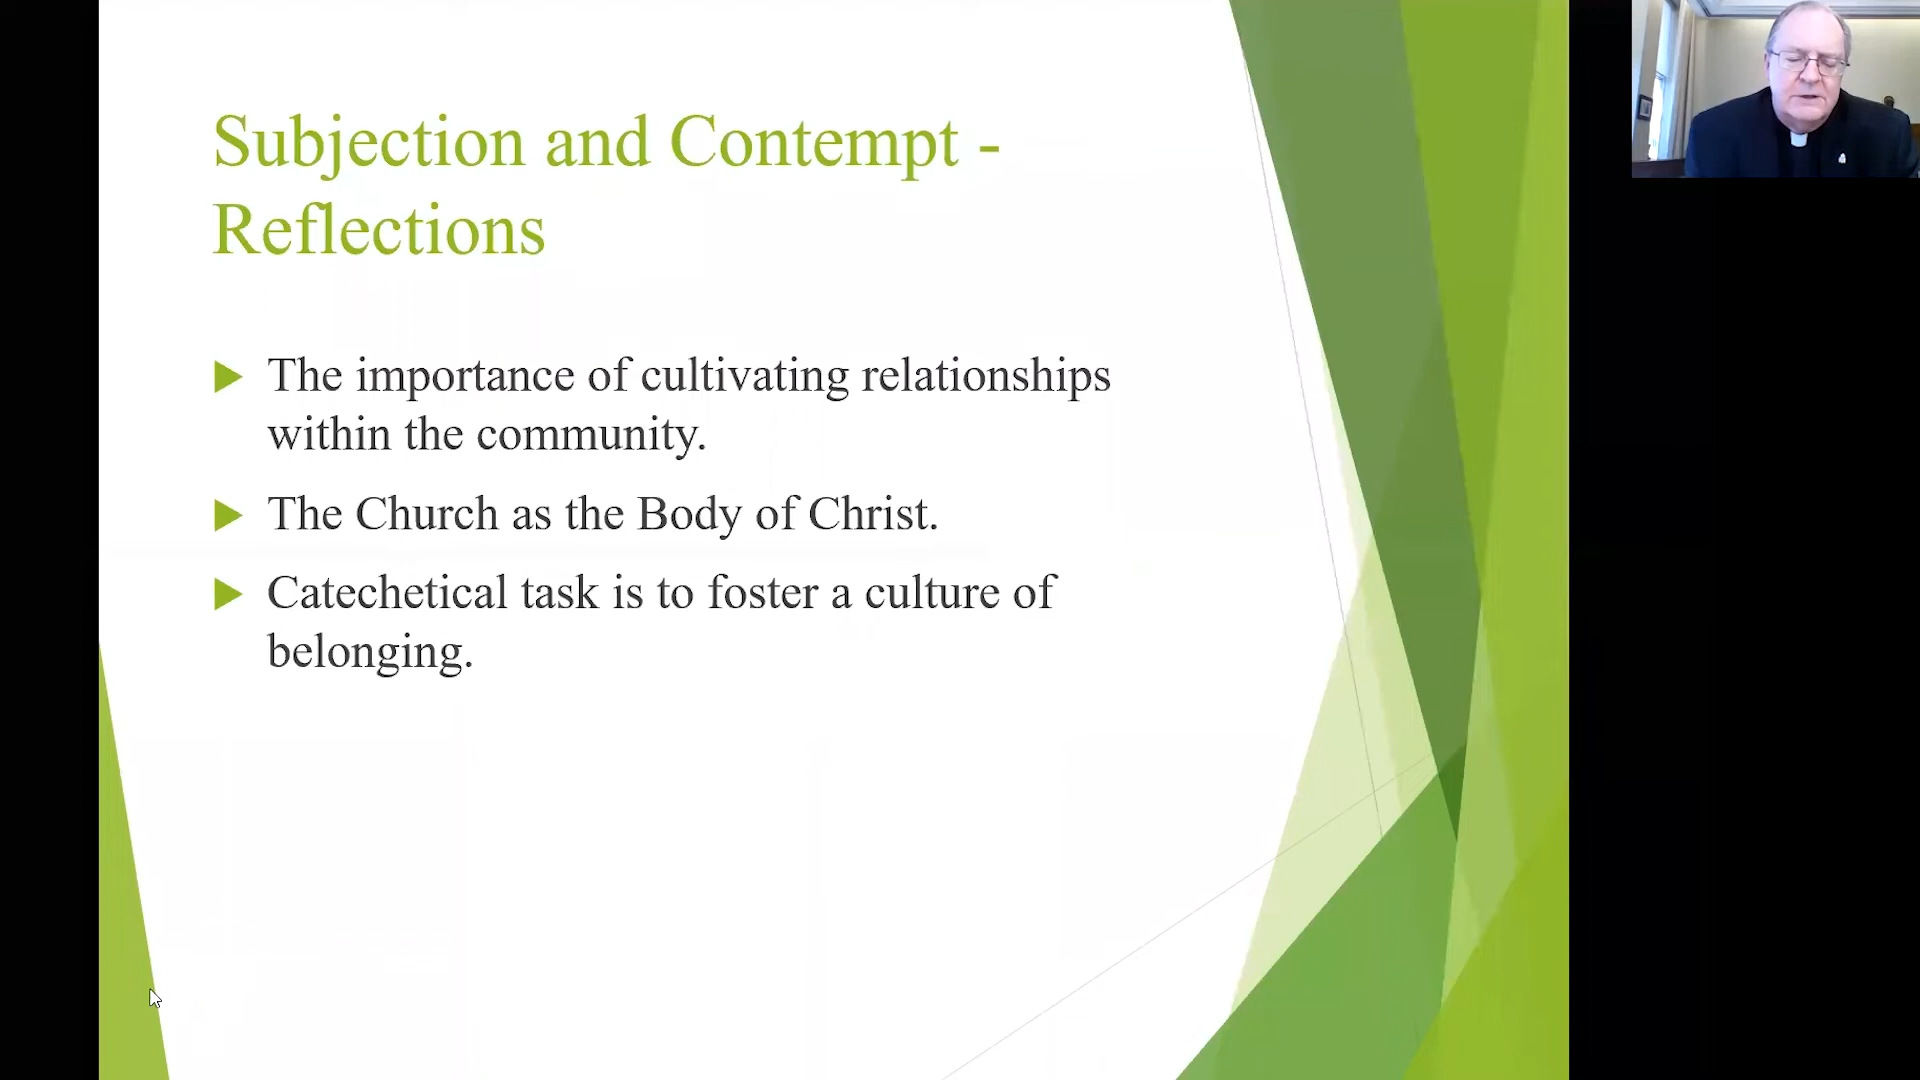 Subjection and Contempt -
Reflections
The importance of cultivating relationships
within the community.
The Church as the Body of Christ.
Catechetical task is to foster a culture of
belonging.